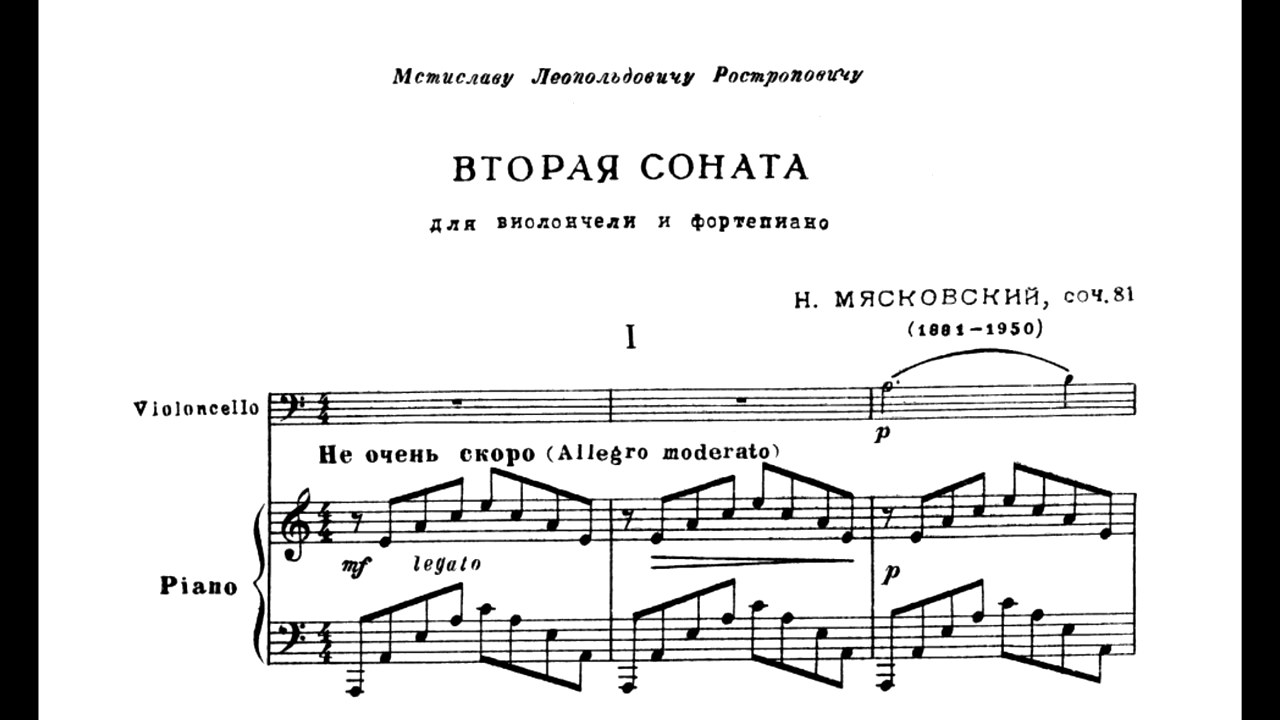 Мстиславу Леопольдовичу Ростроповичу
ВТОРАЯ СОНАТА
для виолончели и фортепиано
Н. МЯСКОВСКИЙ, соч. 81
(1881–1950)
I
Violoncello
p
Не очень скоро (Allegro moderato)
mf legato
p
Piano